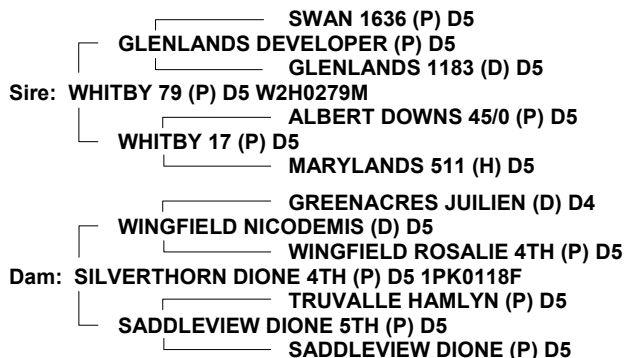 SWAN 1636 (P) D5
GLENLANDS DEVELOPER (P) D5
GLENLANDS 1183 (D) D5
Sire: WHITBY 79 (P) D5 W2H0279M
ALBERT DOWNS 45/0 (P) D5
WHITBY 17 (P) D5
MARYLANDS 511 (H) D5
GREENACRES JUILIEN (D) D4
WINGFIELD NICODEMIS (D) D5
WINGFIELD ROSALIE 4TH (P) D5
Dam: SILVERTHORN DIONE 4TH (P) D5 1PK0118F
TRUVALLE HAMLYN (P) D5
SADDLEVIEW DIONE 5TH (P) D5
SADDLEVIEW DIONE (P) D5